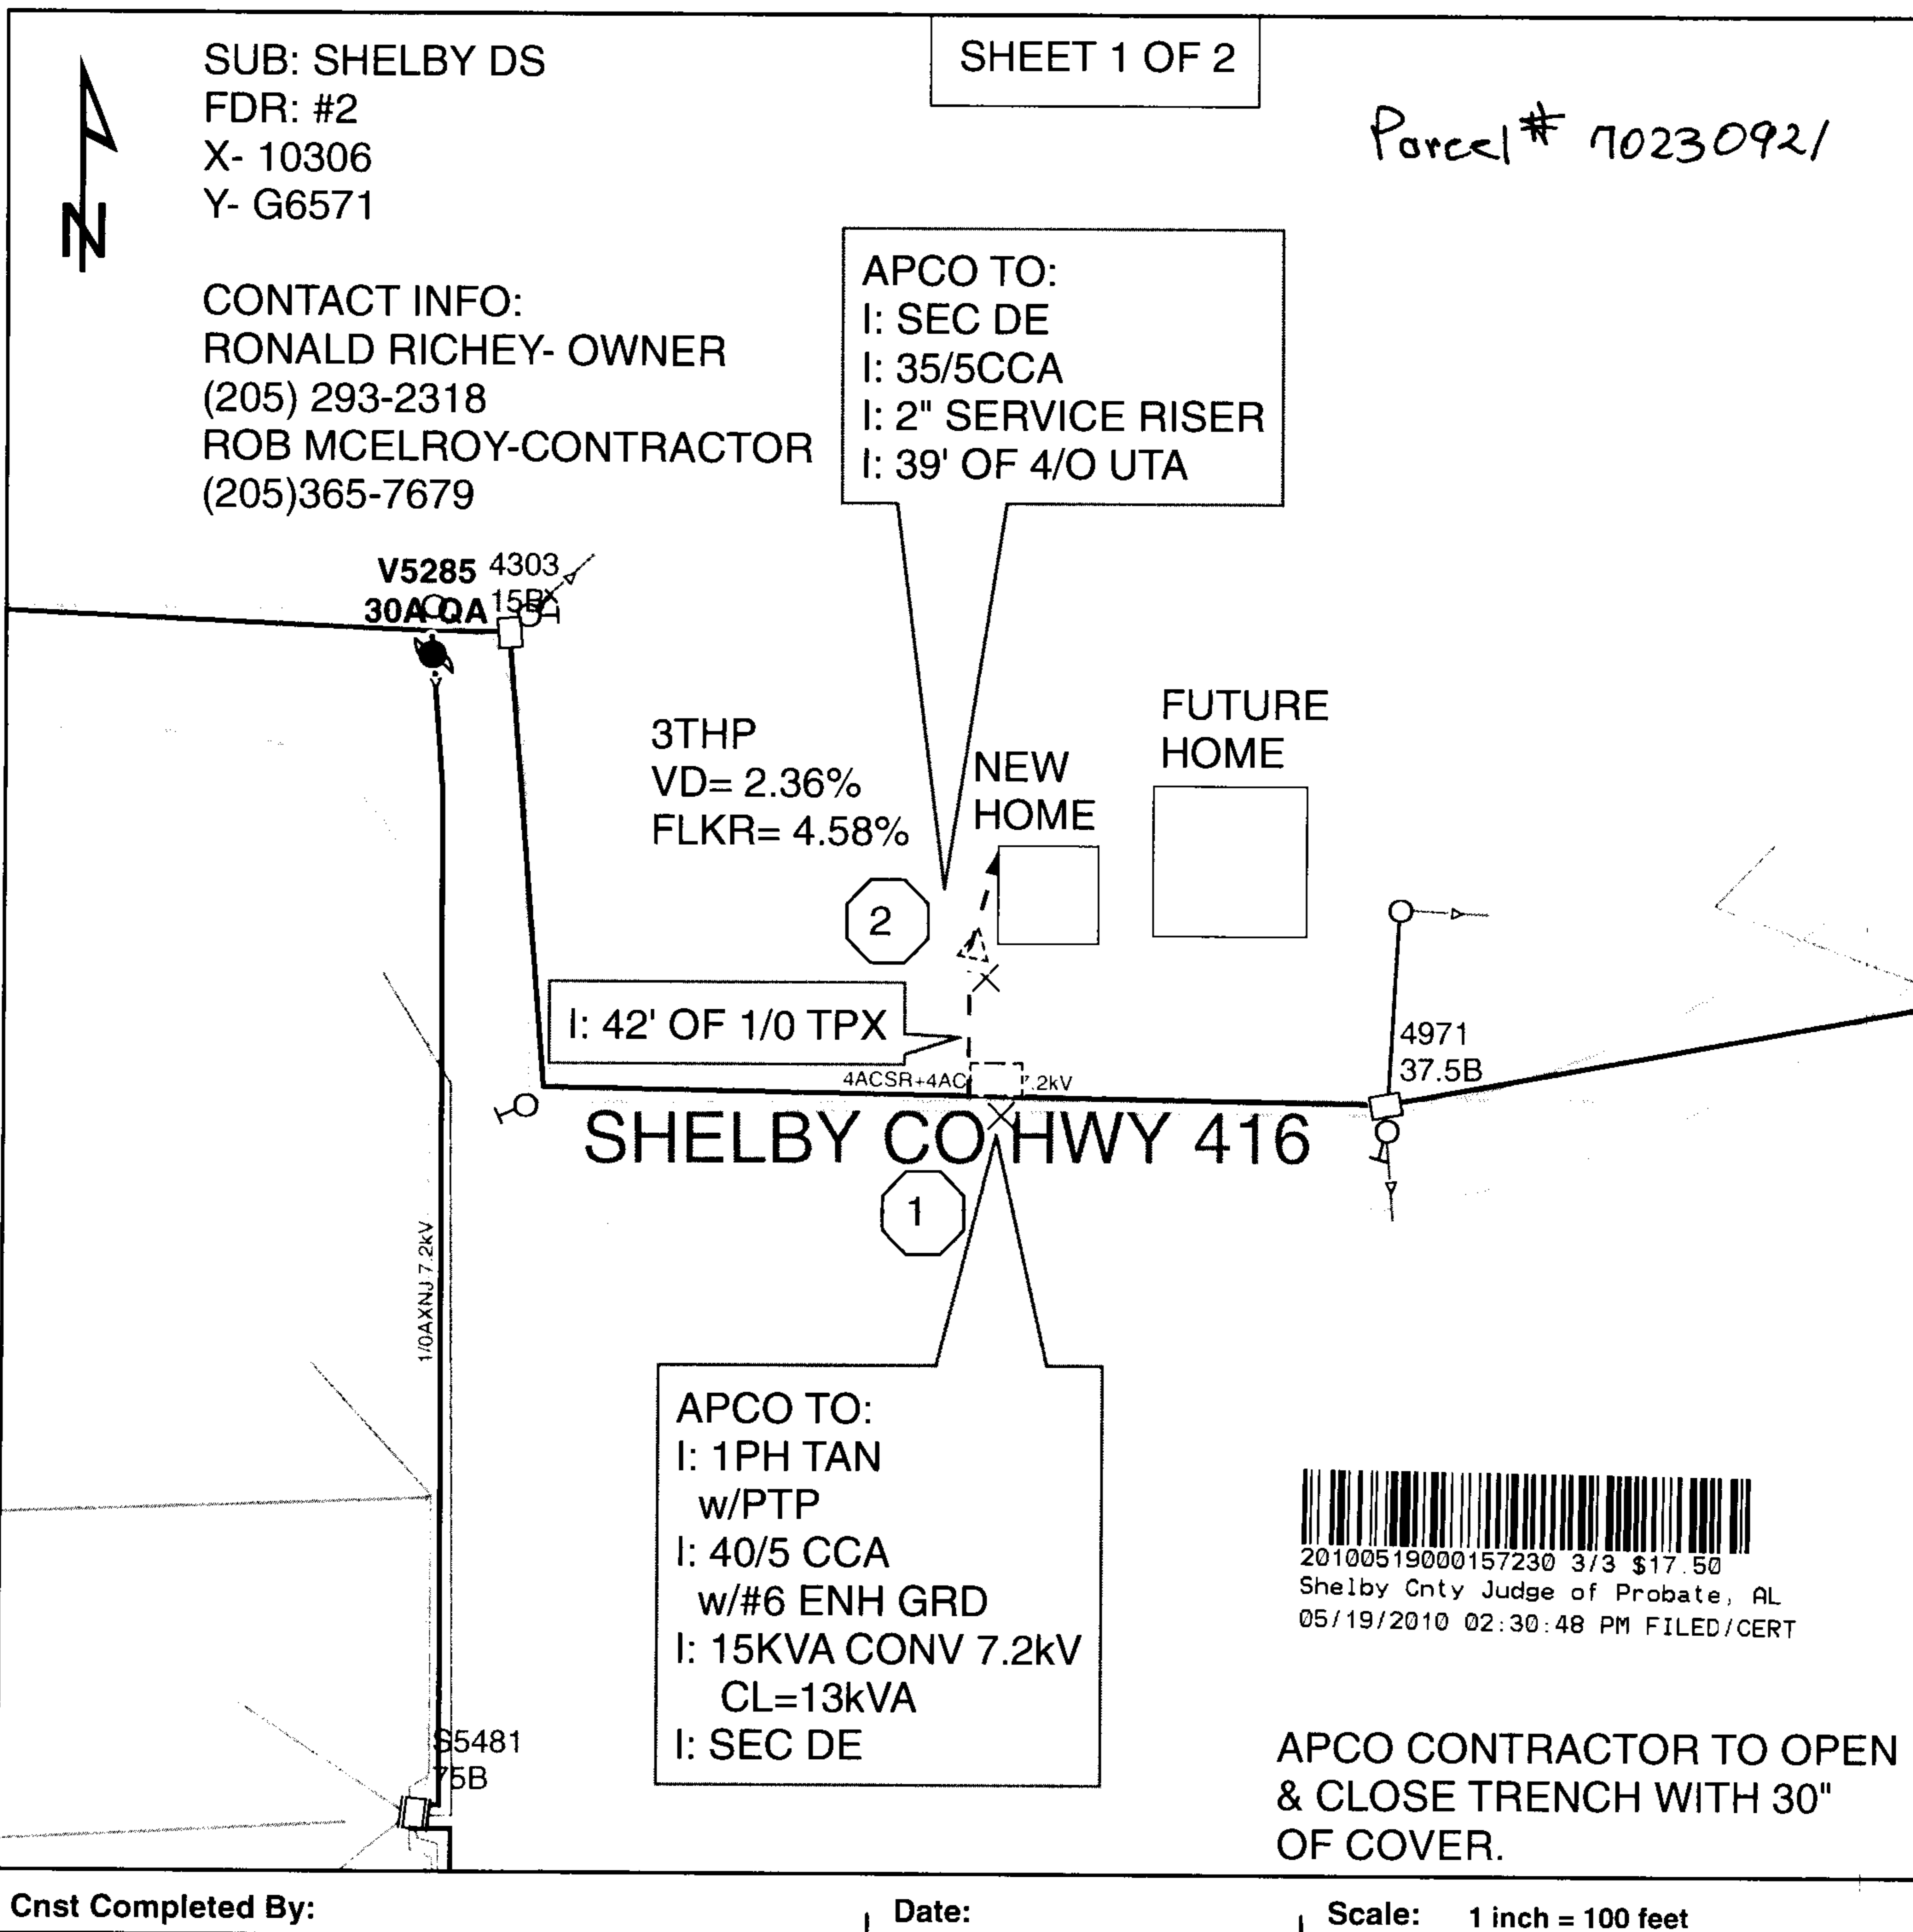 SUB: SHELBY DS
FDR: #2
X- 10306
Y- G6571
SHEET 1 OF 2
Parcel # 70230921
N
CONTACT INFO:
RONALD RICHEY- OWNER
(205) 293-2318
ROB MCELROY-CONTRACTOR
(205)365-7679
APCO TO:
I: SEC DE
I: 35/5CCA
I: 2" SERVICE RISER
I: 39' OF 4/O UTA
V5285 4303
30A QA 15B
3THP
VD= 2.36%
FLKR= 4.58%
NEW
HOME
FUTURE
HOME
2
I: 42' OF 1/0 TPX
4971
37.5B
4ACSR+4AC 7.2kV
SHELBY CO HWY 416
1
1/0AXNJ 7.2kV
APCO TO:
I: 1PH TAN
w/PTP
I: 40/5 CCA
w/#6 ENH GRD
I: 15KVA CONV 7.2kV
CL=13kVA
I: SEC DE
20100519000157230 3/3 $17.50
Shelby Cnty Judge of Probate, AL
05/19/2010 02:30:48 PM FILED/CERT
S5481
75B
APCO CONTRACTOR TO OPEN
& CLOSE TRENCH WITH 30"
OF COVER.
Cnst Completed By:
Date:
Scale: 1 inch = 100 feet